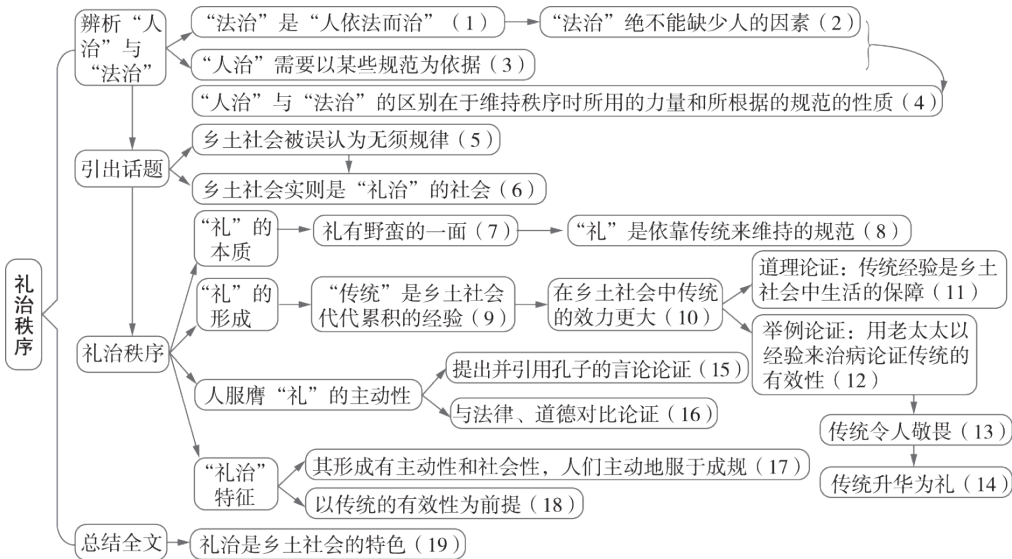 礼治秩序
辨析“人
治”与
“法治”
“法治”是“人依法而治”(1)
“法治”绝不能缺少人的因素(2)
“人治”需要以某些规范为依据(3)
“人治”与“法治”的区别在于维持秩序时所用的力量和所根据的规范的性质(4)
引出话题
乡土社会被误认为无须规律(5)
乡土社会实则是“礼治”的社会(6)
礼治秩序
“礼”的
本质
礼有野蛮的一面(7)
“礼”是依靠传统来维持的规范(8)
“礼”的
形成
“传统”是乡土社会
代代累积的经验(9)
在乡土社会中传统
的效力更大(10)
道理论证：传统经验是乡土
社会中生活的保障(11)
举例论证：用老太太以
经验来治病论证传统的
有效性(12)
传统令人敬畏(13)
传统升华为礼(14)
人服膺“礼”的主动性
提出并引用孔子的言论论证(15)
与法律、道德对比论证(16)
“礼治”
特征
其形成有主动性和社会性，人们主动地服于成规(17)
以传统的有效性为前提(18)
总结全文
礼治是乡土社会的特色(19)